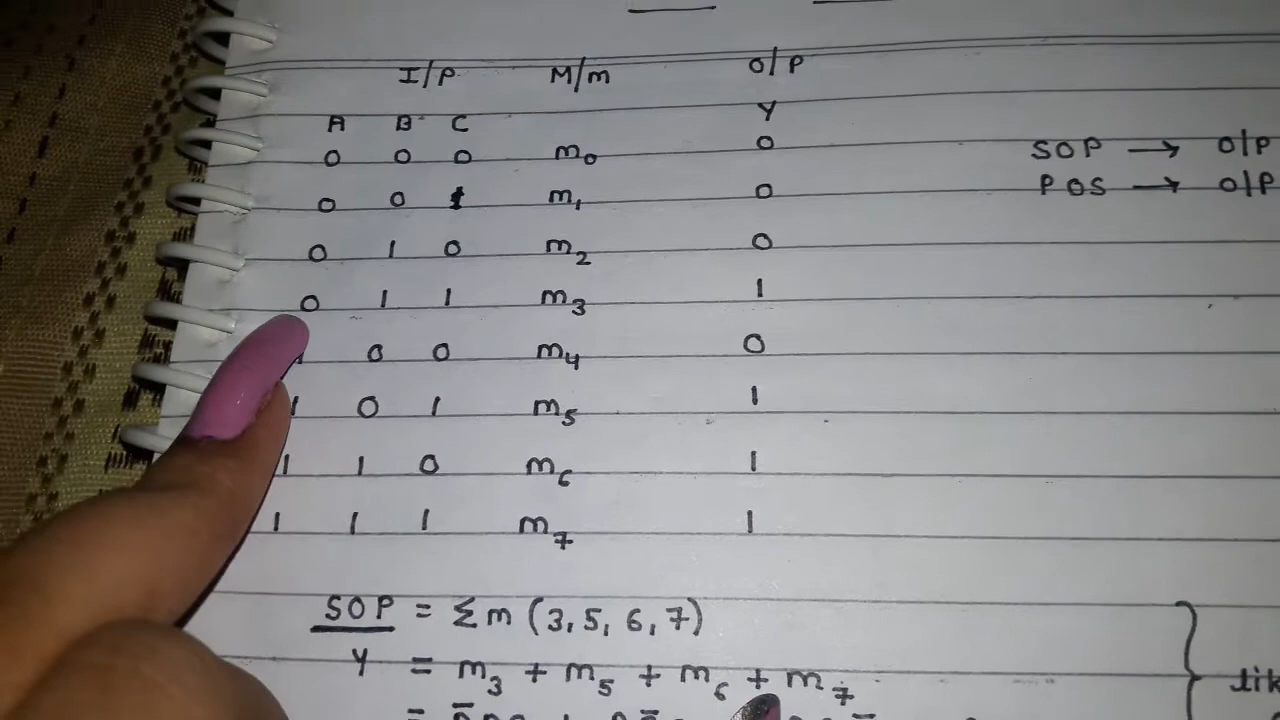 I/P M/m O/P
A B C Y
0 0 0 m₀ 0
0 0 1 m₁ 0
0 1 0 m₂ 0
0 1 1 m₃ 1
0 0 m₄ 0
1 0 1 m₅ 1
1 1 0 m₆ 1
1 1 1 m₇ 1
SOP → O/P
POS → O/P
SOP = Σm (3, 5, 6, 7)
Y = m₃ + m₅ + m₆ + m₇